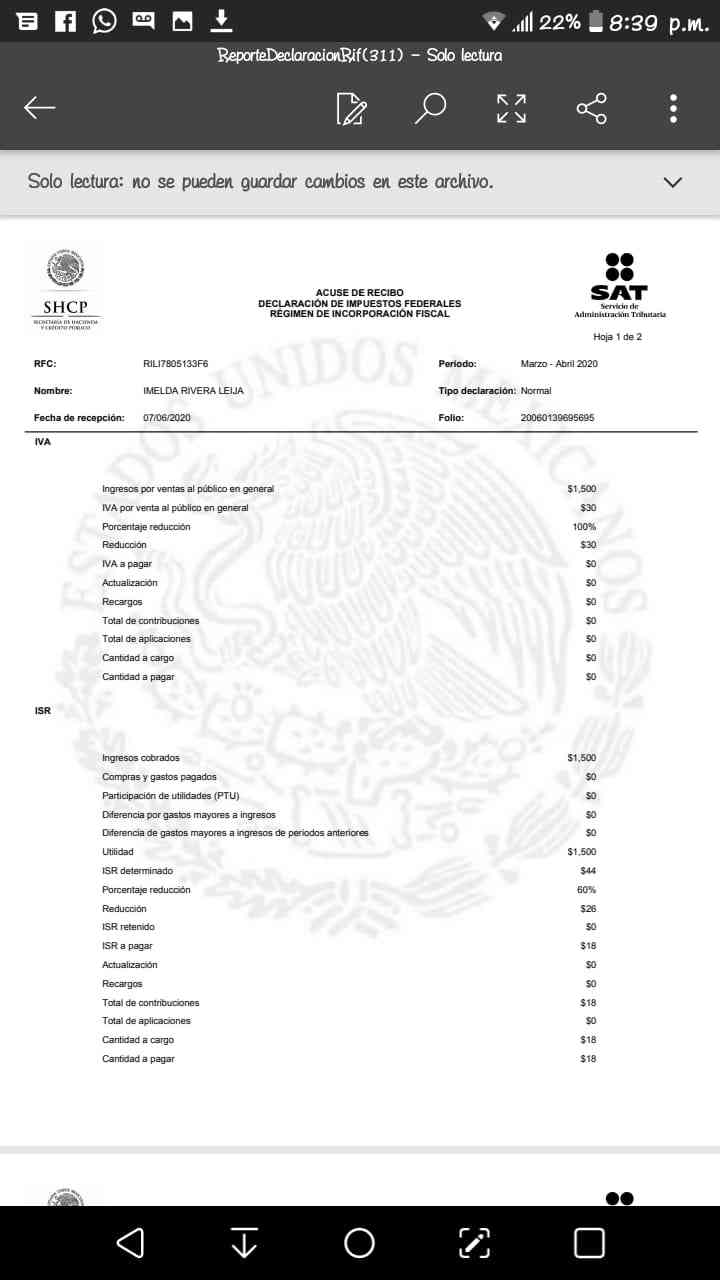 22% 8:39 p.m.
ReporteDeclaracionRif(311) – Solo lectura
Solo lectura: no se pueden guardar cambios en este archivo.
SHCP
SECRETARÍA DE HACIENDA
Y CRÉDITO PÚBLICO
ACUSE DE RECIBO
DECLARACIÓN DE IMPUESTOS FEDERALES
RÉGIMEN DE INCORPORACIÓN FISCAL
SAT
Servicio de
Administración Tributaria
Hoja 1 de 2
RFC: RILI7805133F6 Período: Marzo - Abril 2020
Nombre: IMELDA RIVERA LEIJA Tipo declaración: Normal
Fecha de recepción: 07/06/2020 Folio: 20060139695695
ESTADOS UNIDOS MEXICANOS
IVA
Ingresos por ventas al público en general $1,500
IVA por venta al público en general $30
Porcentaje reducción 100%
Reducción $30
IVA a pagar $0
Actualización $0
Recargos $0
Total de contribuciones $0
Total de aplicaciones $0
Cantidad a cargo $0
Cantidad a pagar $0
ISR
Ingresos cobrados $1,500
Compras y gastos pagados $0
Participación de utilidades (PTU) $0
Diferencia por gastos mayores a ingresos $0
Diferencia de gastos mayores a ingresos de periodos anteriores $0
Utilidad $1,500
ISR determinado $44
Porcentaje reducción 60%
Reducción $26
ISR retenido $0
ISR a pagar $18
Actualización $0
Recargos $0
Total de contribuciones $18
Total de aplicaciones $0
Cantidad a cargo $18
Cantidad a pagar $18